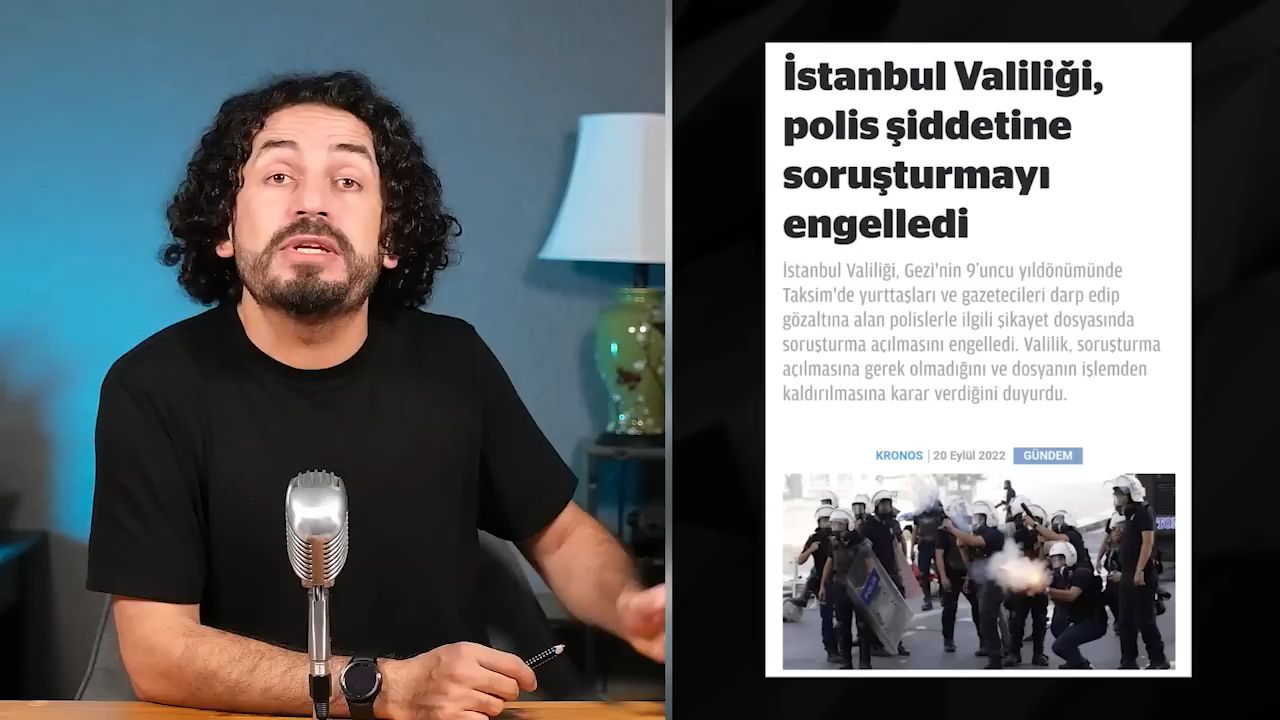 İstanbul Valiliği,
polis şiddetine
soruşturmayı
engelledi
İstanbul Valiliği, Gezi'nin 9'uncu yıldönümünde
Taksim'de yurttaşları ve gazetecileri darp edip
gözaltına alan polislerle ilgili şikayet dosyasında
soruşturma açılmasını engelledi. Valilik, soruşturma
açılmasına gerek olmadığını ve dosyanın işlemden
kaldırılmasına karar verdiğini duyurdu.
KRONOS | 20 Eylül 2022 GÜNDEM